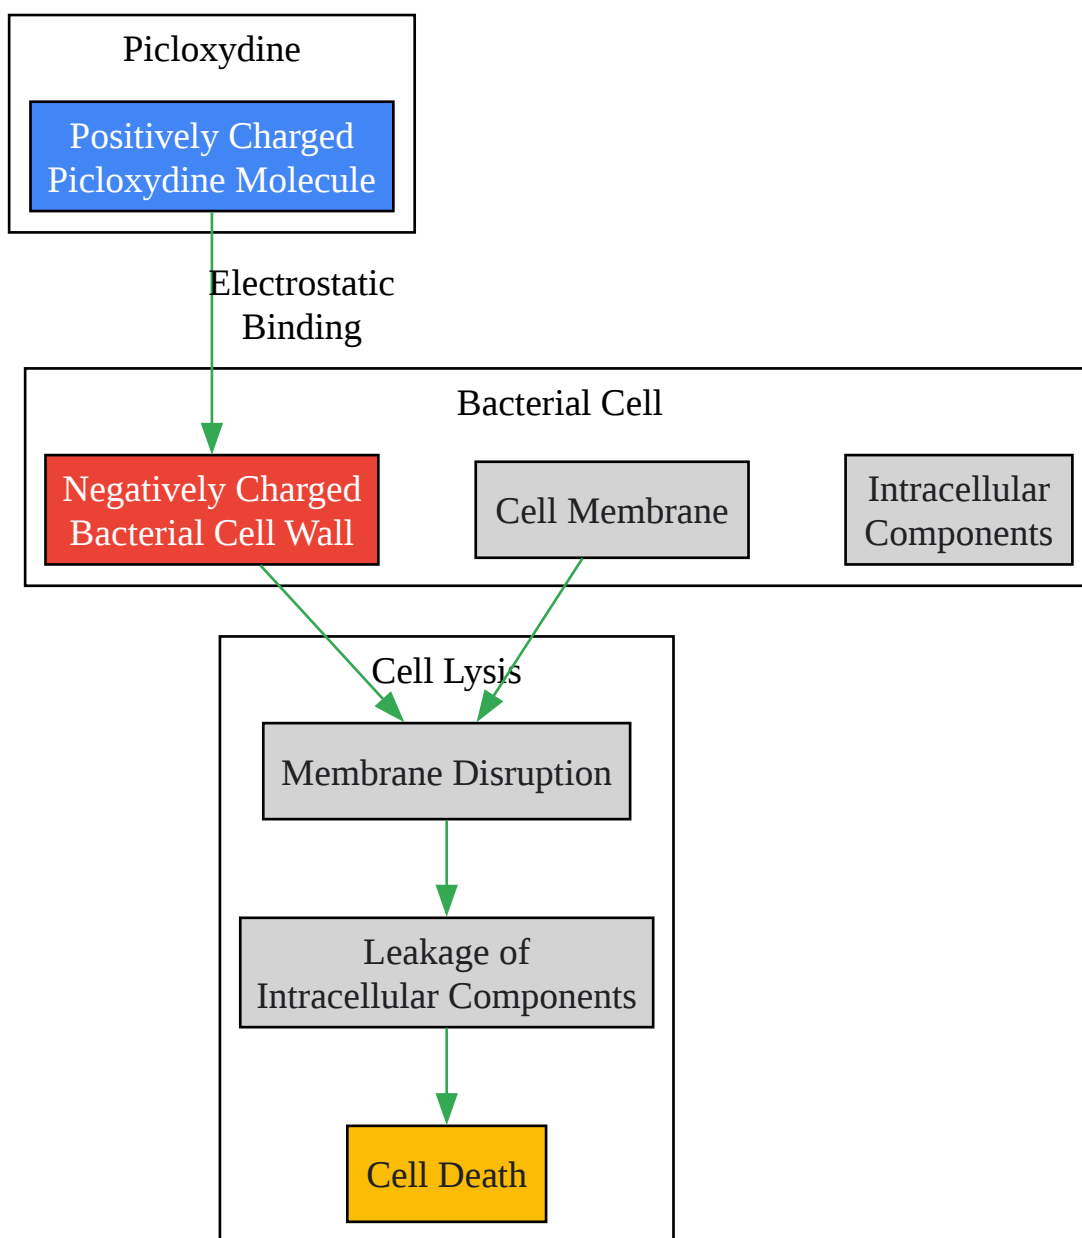 Picloxydine
Positively Charged
Picloxydine Molecule
Electrostatic
Binding
Bacterial Cell
Negatively Charged
Bacterial Cell Wall
Cell Membrane
Intracellular
Components
Cell Lysis
Membrane Disruption
Leakage of
Intracellular Components
Cell Death